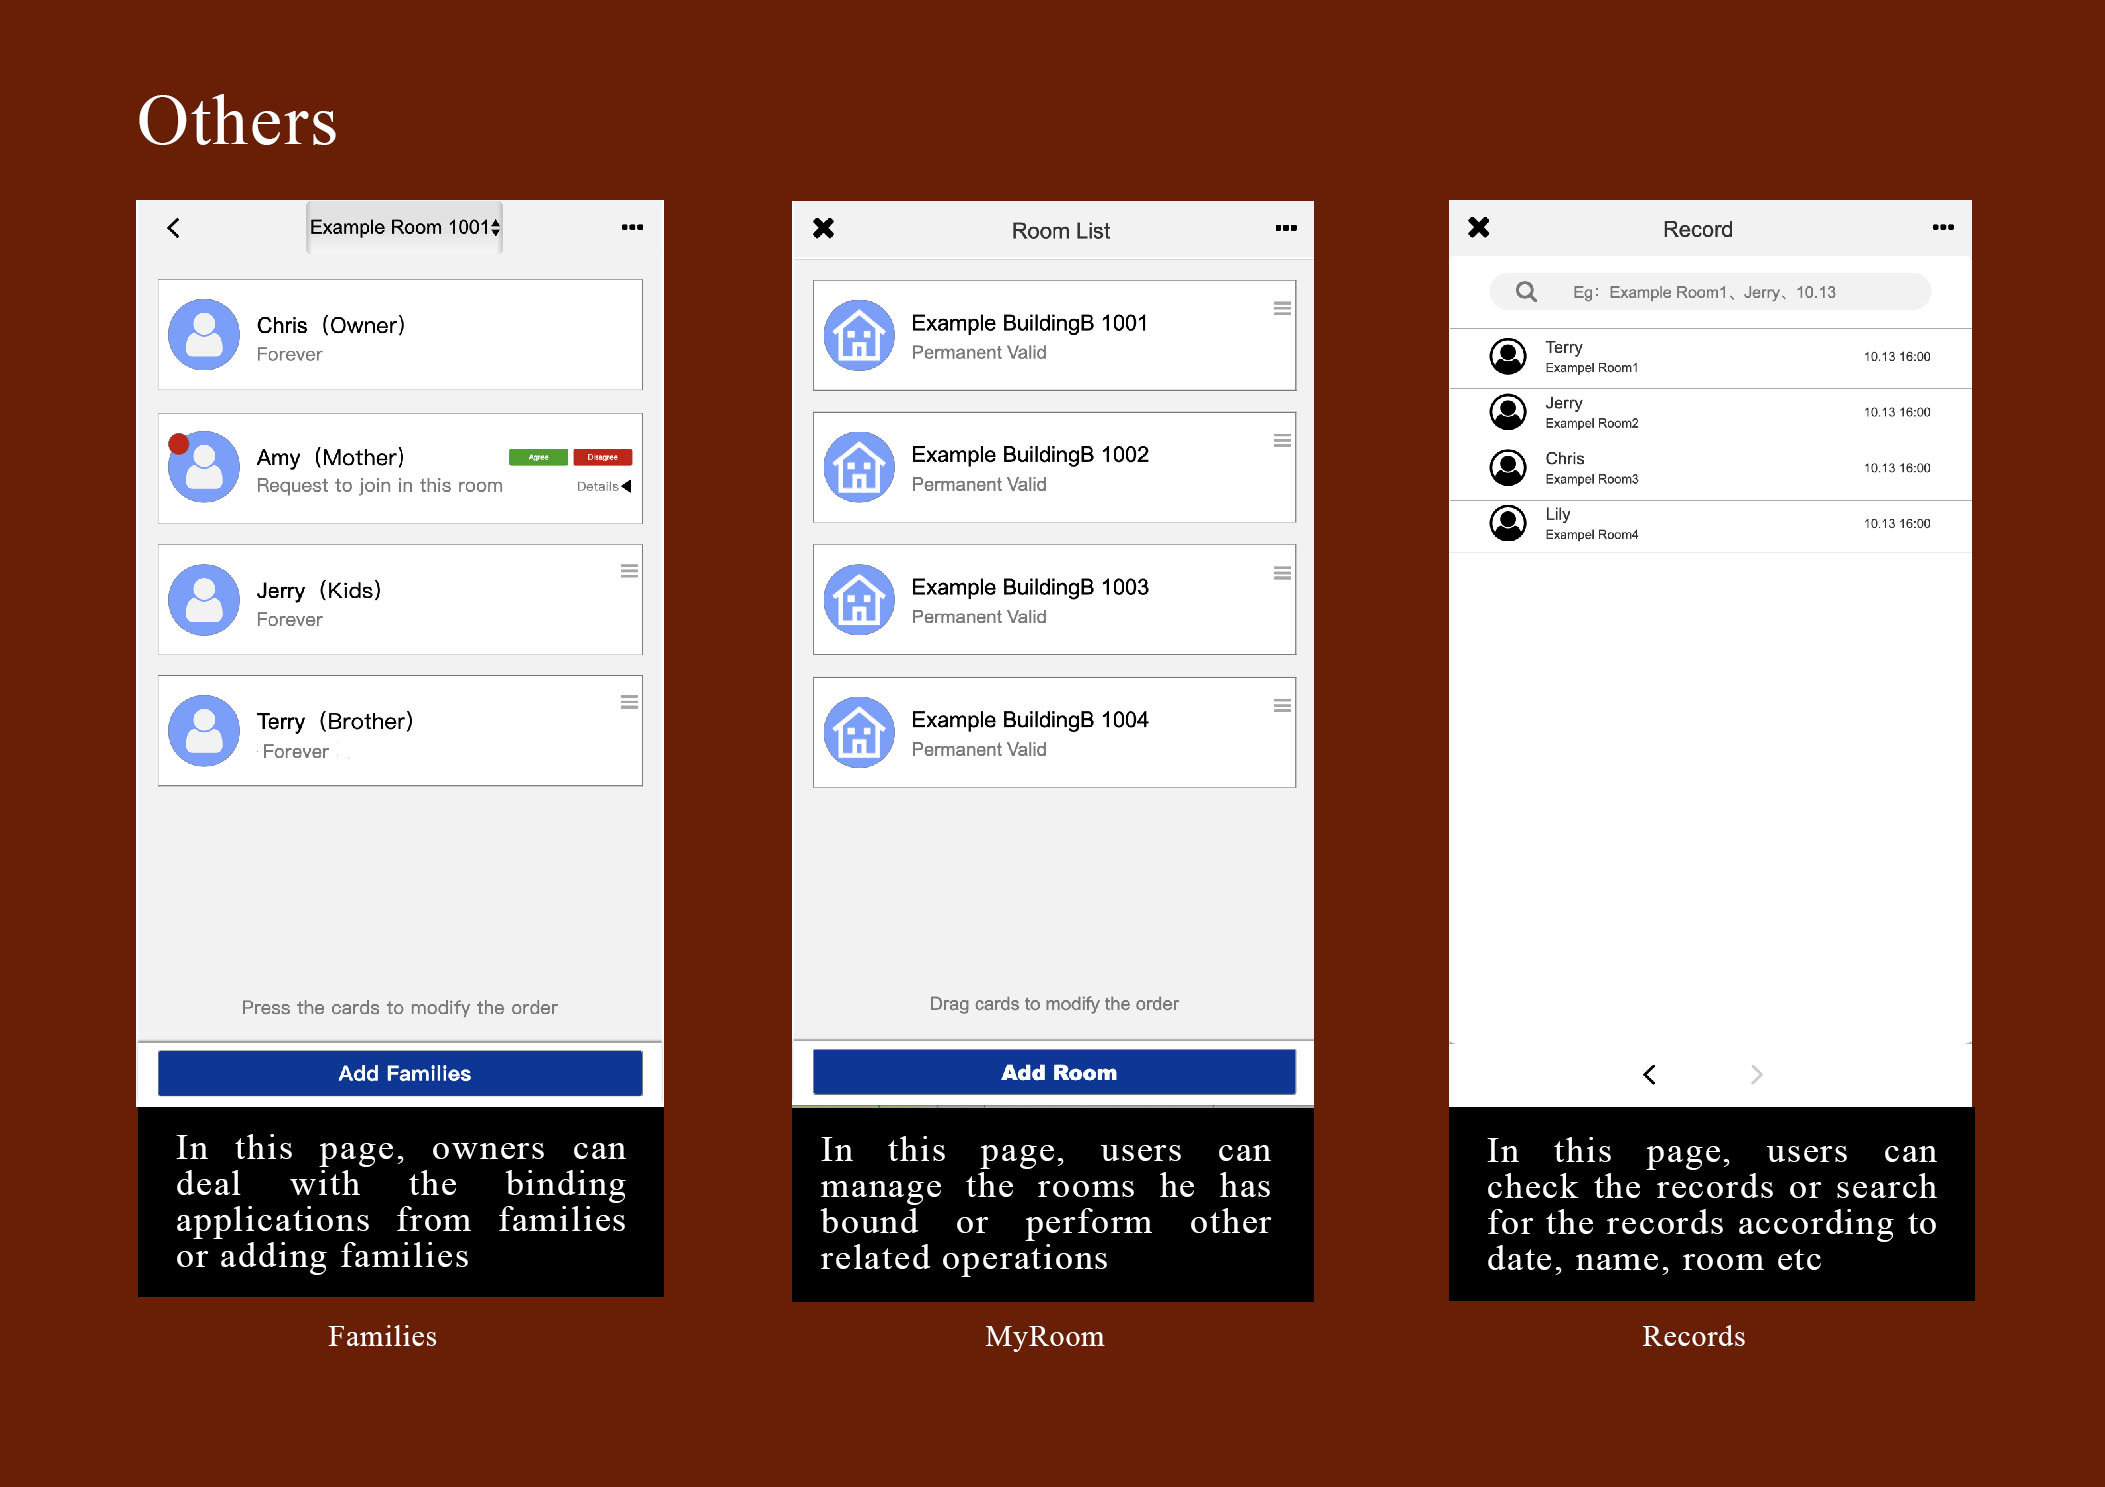 Others
Example Room 1001
Chris（Owner）
Forever
Amy（Mother）
Request to join in this room
Agree
Disagree
Details
Jerry（Kids）
Forever
Terry（Brother）
Forever
Press the cards to modify the order
Add Families
In this page, owners can
deal with the binding
applications from families
or adding families
Families
Room List
Example BuildingB 1001
Permanent Valid
Example BuildingB 1002
Permanent Valid
Example BuildingB 1003
Permanent Valid
Example BuildingB 1004
Permanent Valid
Drag cards to modify the order
Add Room
In this page, users can
manage the rooms he has
bound or perform other
related operations
MyRoom
Record
Eg：Example Room1、Jerry、10.13
Terry
Exampel Room1
10.13 16:00
Jerry
Exampel Room2
10.13 16:00
Chris
Exampel Room3
10.13 16:00
Lily
Exampel Room4
10.13 16:00
In this page, users can
check the records or search
for the records according to
date, name, room etc
Records